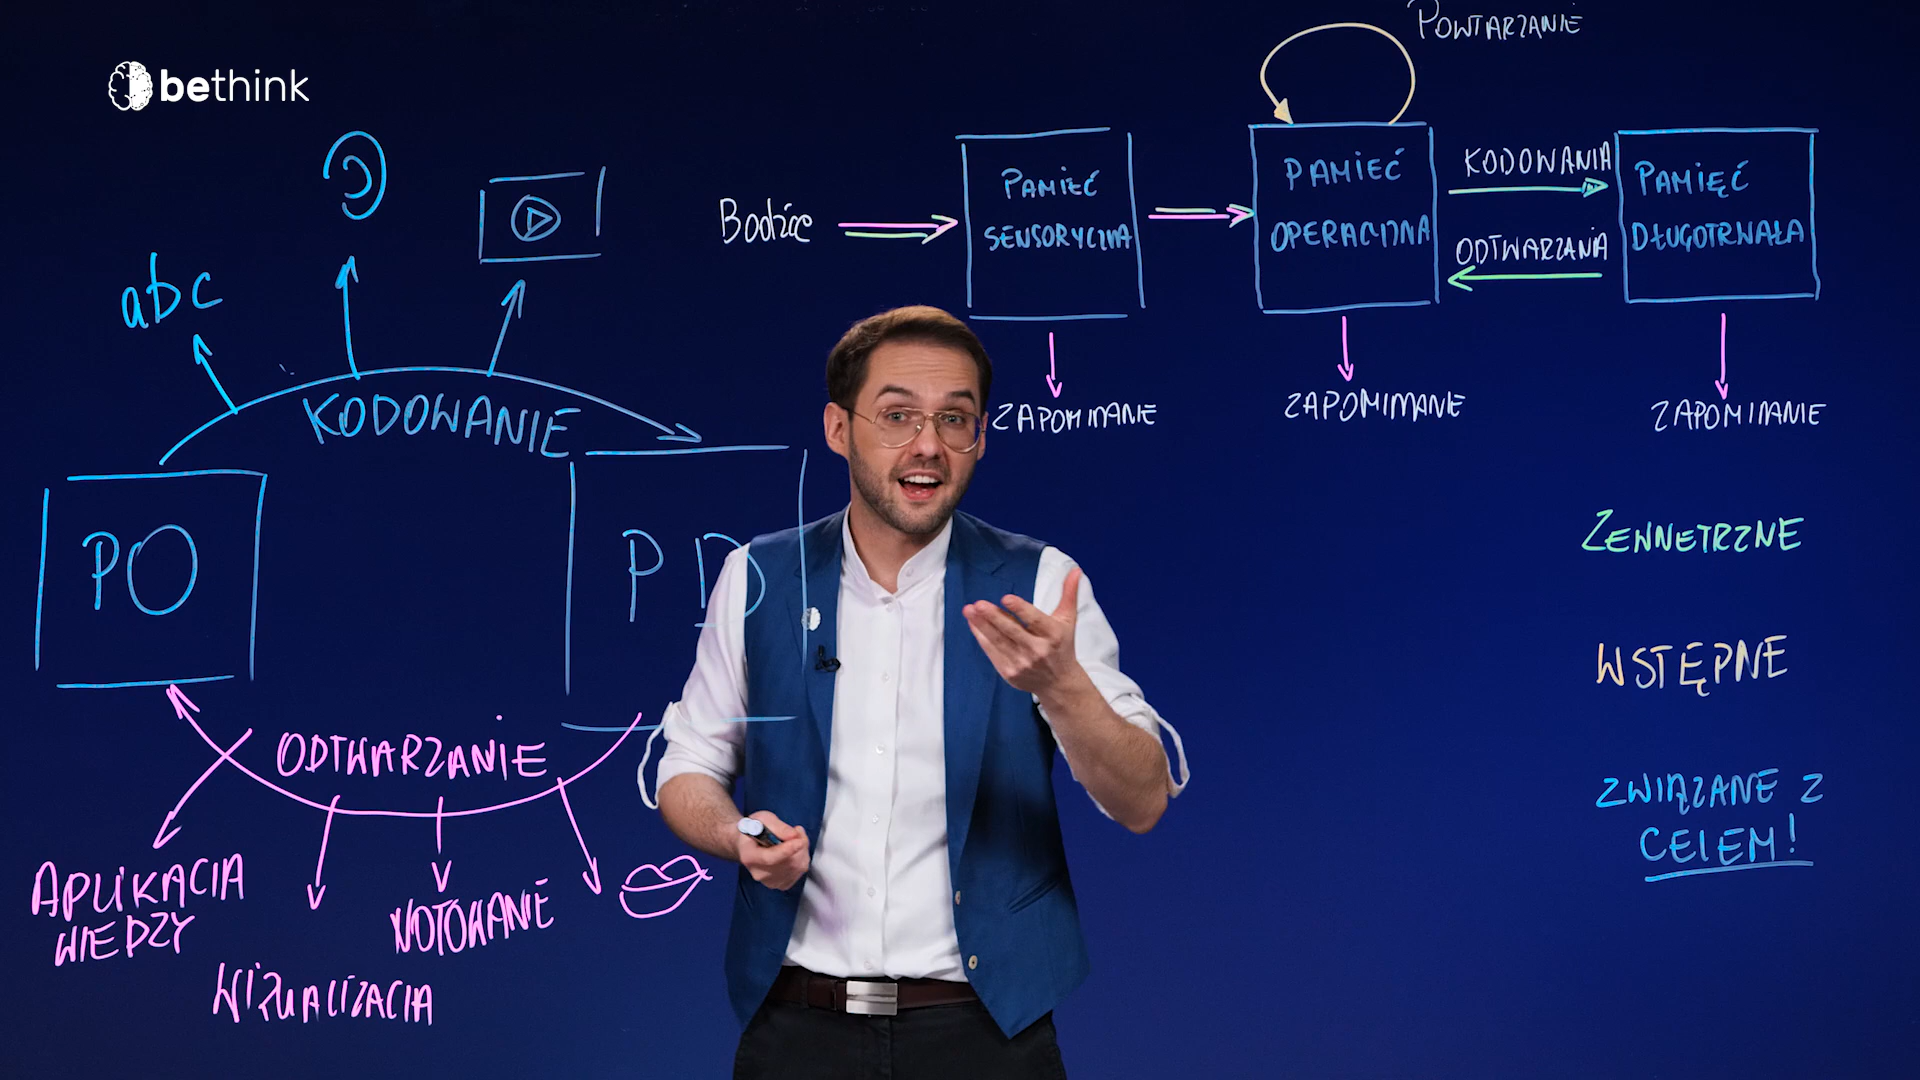 bethink
POWTARZANIE
abc
Bodźce
PAMIĘĆ
SENSORYCZNA
PAMIĘĆ
OPERACYJNA
KODOWANIA
ODTWARZANIA
PAMIĘĆ
DŁUGOTRWAŁA
ZAPOMINANIE
ZAPOMINANIE
ZAPOMINANIE
KODOWANIE
PO
PD
ODTWARZANIE
APLIKACJA
WIEDZY
WIZUALIZACJA
NOTOWANIE
ZEWNĘTRZNE
WSTĘPNE
ZWIĄZANE Z
CELEM!